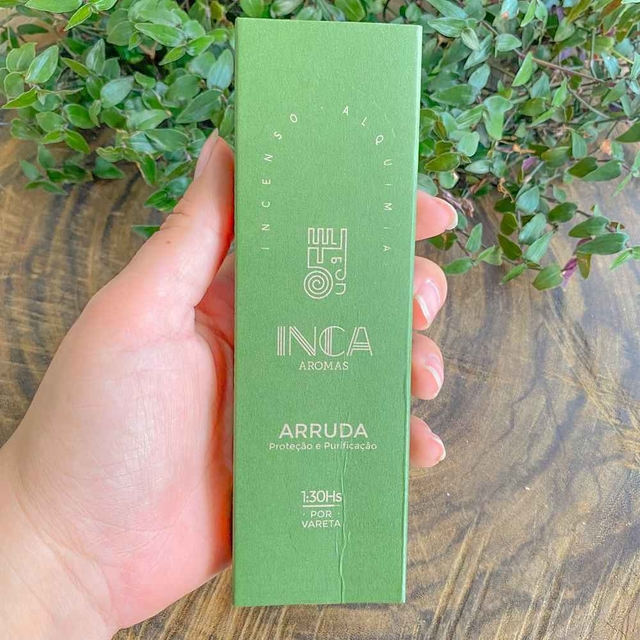 INCENSO · ALQUIMIA
INCA
AROMAS
ARRUDA
Proteção e Purificação
1:30Hs
· POR ·
VARETA